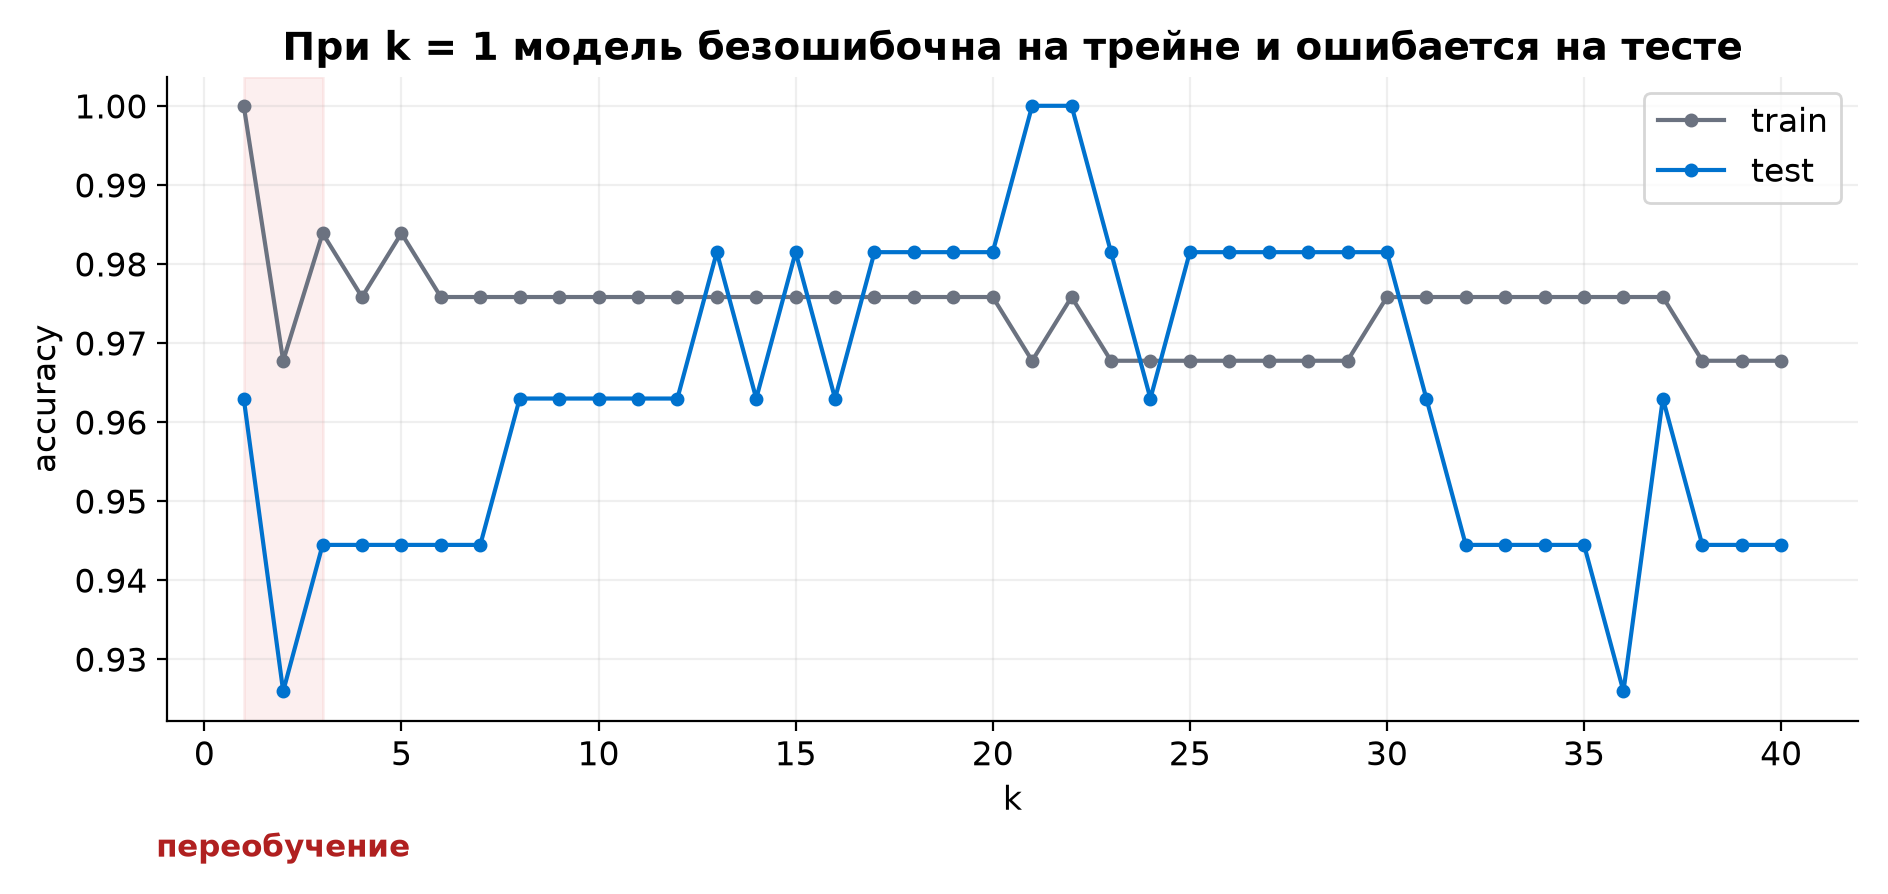 При k = 1 модель безошибочна на трейне и ошибается на тесте
accuracy
1.00
0.99
0.98
0.97
0.96
0.95
0.94
0.93
train
test
0 5 10 15 20 25 30 35 40
k
переобучение